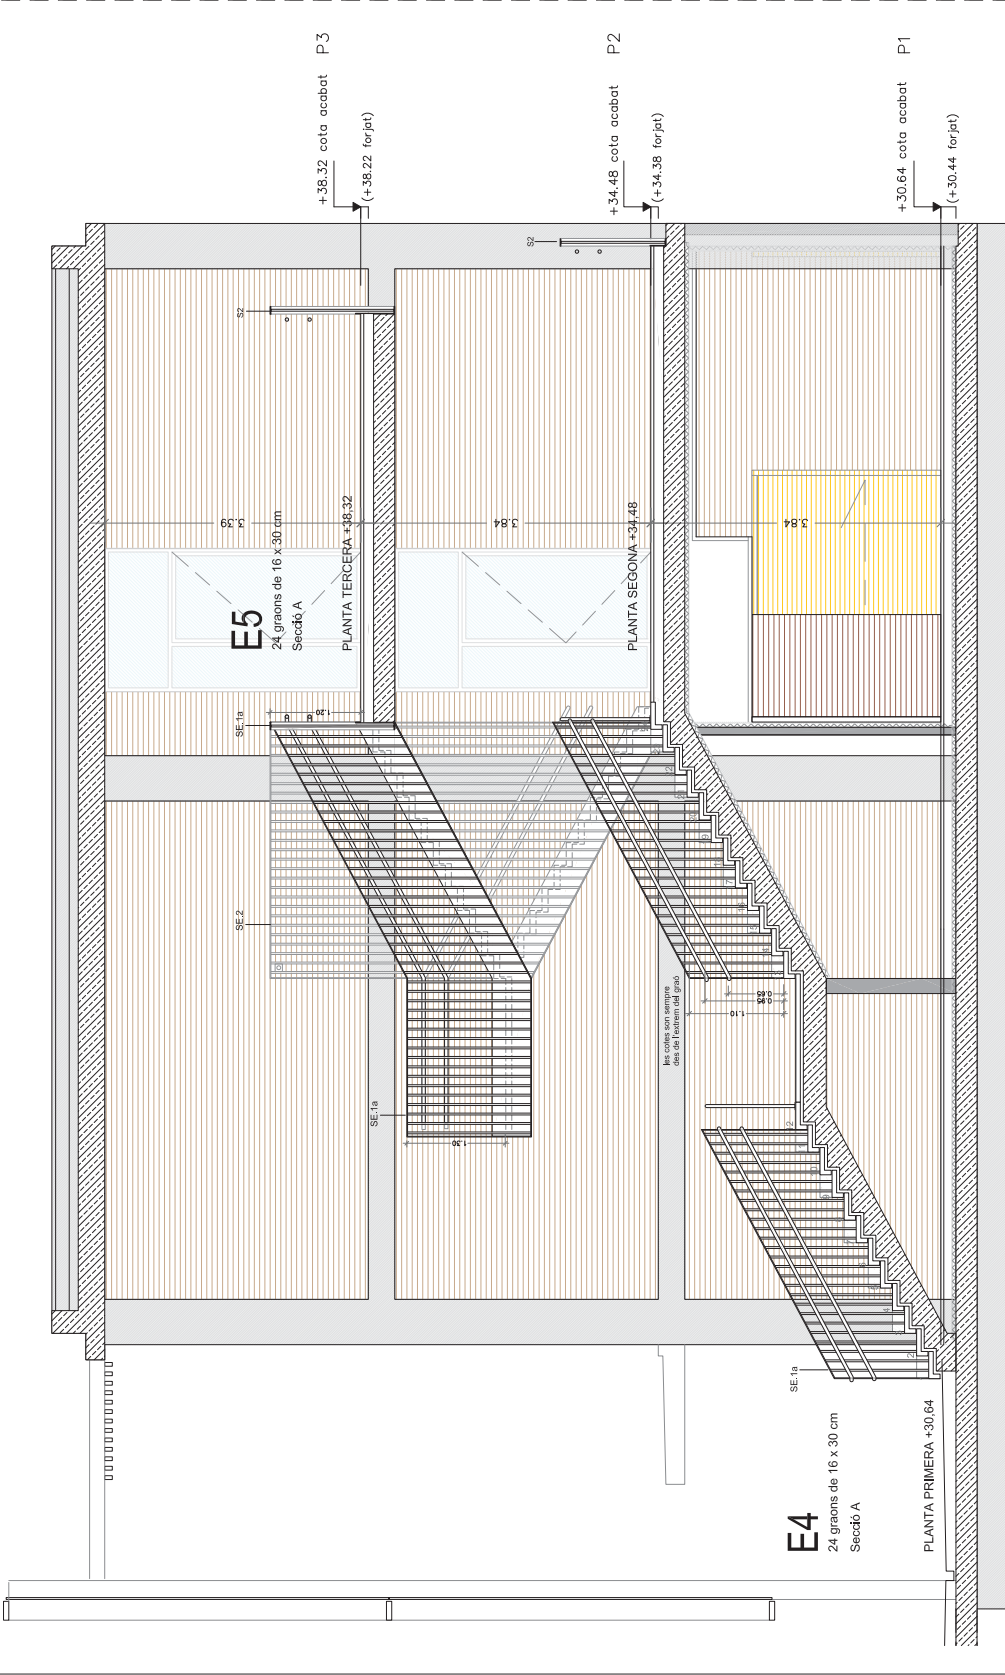 P3
+38.32 cota acabat
(+38.22 forjat)
P2
+34.48 cota acabat
(+34.38 forjat)
P1
+30.64 cota acabat
(+30.44 forjat)
S2
S2
3.39
3.84
3.84
E5
24 graons de 16 x 30 cm
Secció A
PLANTA TERCERA +38,32
PLANTA SEGONA +34,48
SE.1a
1.20
SE.2
SE.1a
1.30
les cotes son sempre
des de l'extrem del graó
1.10
0.95
0.65
SE.1a
E4
24 graons de 16 x 30 cm
Secció A
PLANTA PRIMERA +30,64